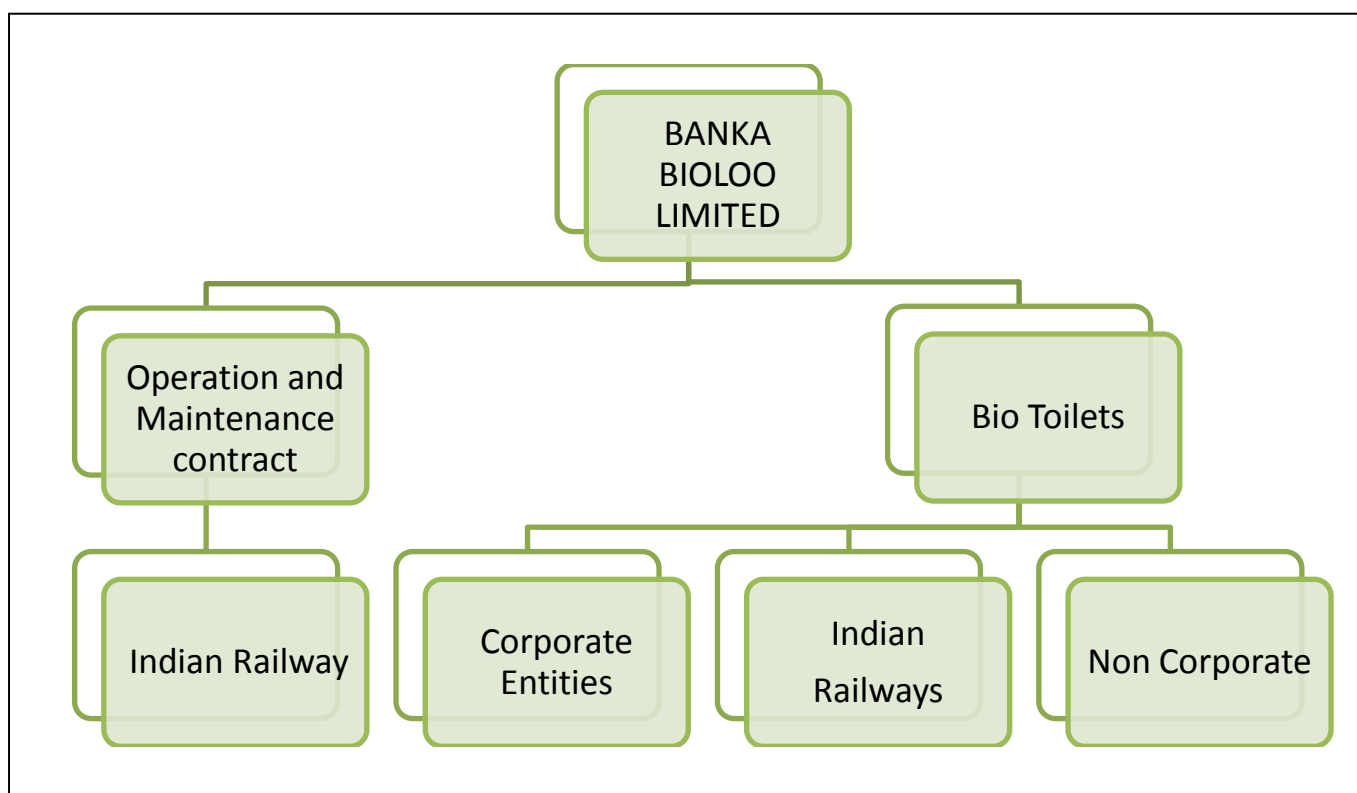 BANKA
BIOLOO
LIMITED
Operation and
Maintenance
contract
Bio Toilets
Indian Railway
Corporate
Entities
Indian
Railways
Non Corporate